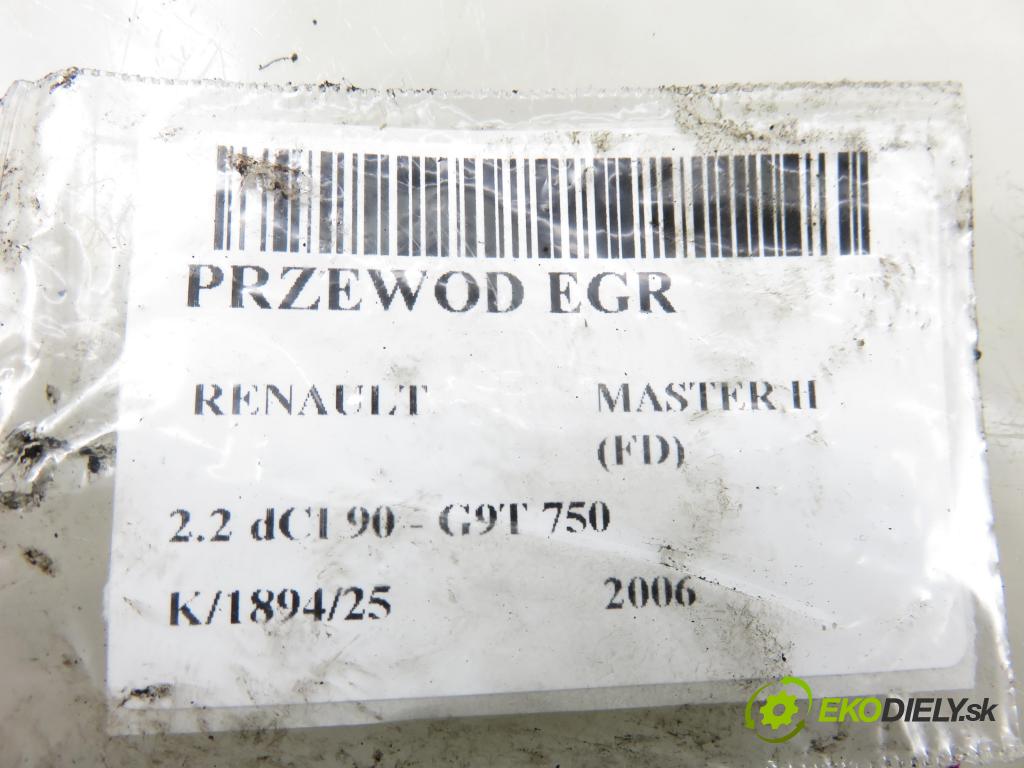 PRZEWOD EGR
RENAULT MASTER II
(FD)
2.2 dCI 90 - G9T 750
K/1894/25 2006
EKODIELY.sk